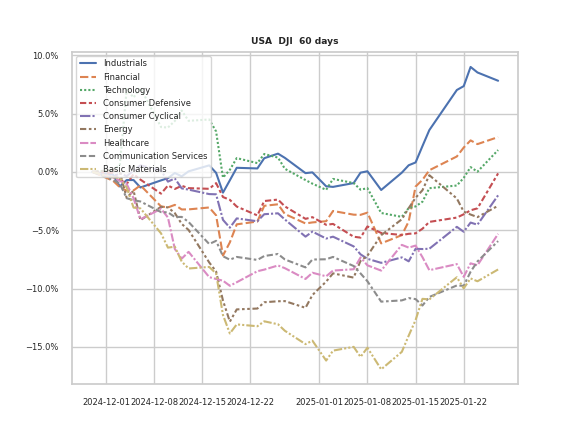 USA DJI 60 days
10.0%
5.0%
0.0%
−5.0%
−10.0%
−15.0%
Industrials
Financial
Technology
Consumer Defensive
Consumer Cyclical
Energy
Healthcare
Communication Services
Basic Materials
2024-12-01 2024-12-08 2024-12-15 2024-12-22 2025-01-01 2025-01-08 2025-01-15 2025-01-22